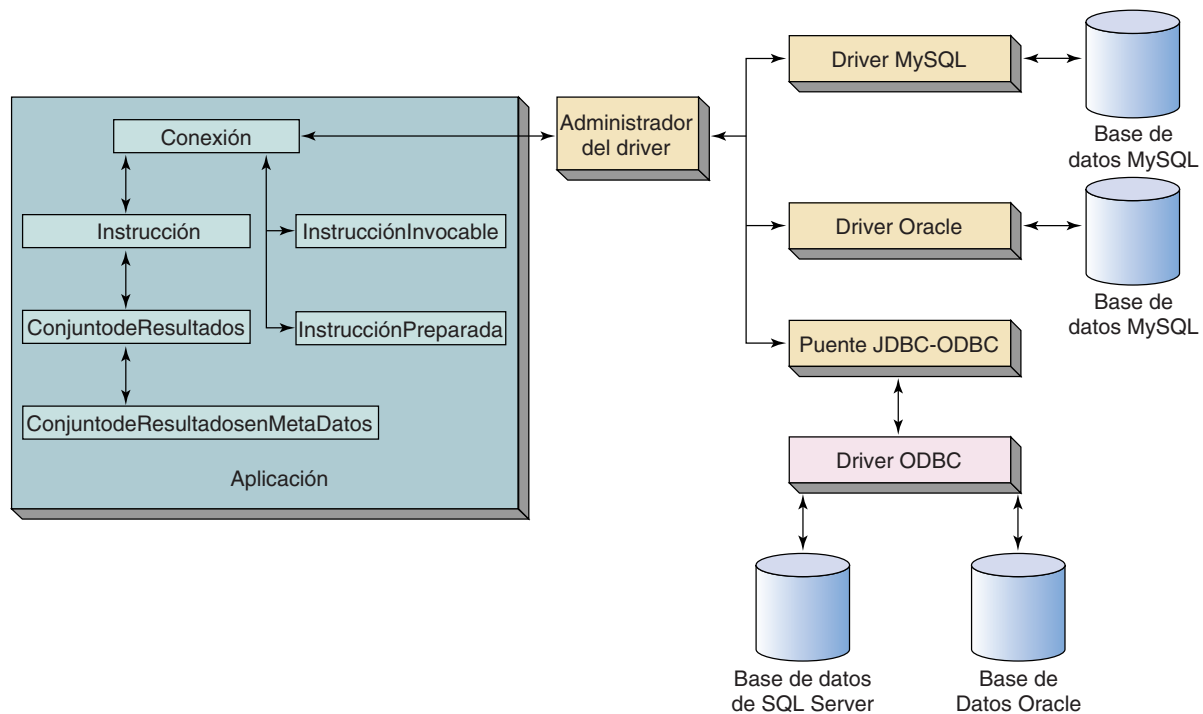 Driver MySQL
Base de
datos MySQL
Administrador
del driver
Conexión
Instrucción
InstrucciónInvocable
Driver Oracle
Base de
datos MySQL
ConjuntodeResultados
InstrucciónPreparada
Puente JDBC-ODBC
ConjuntodeResultadosenMetaDatos
Aplicación
Driver ODBC
Base de datos
de SQL Server
Base de
Datos Oracle